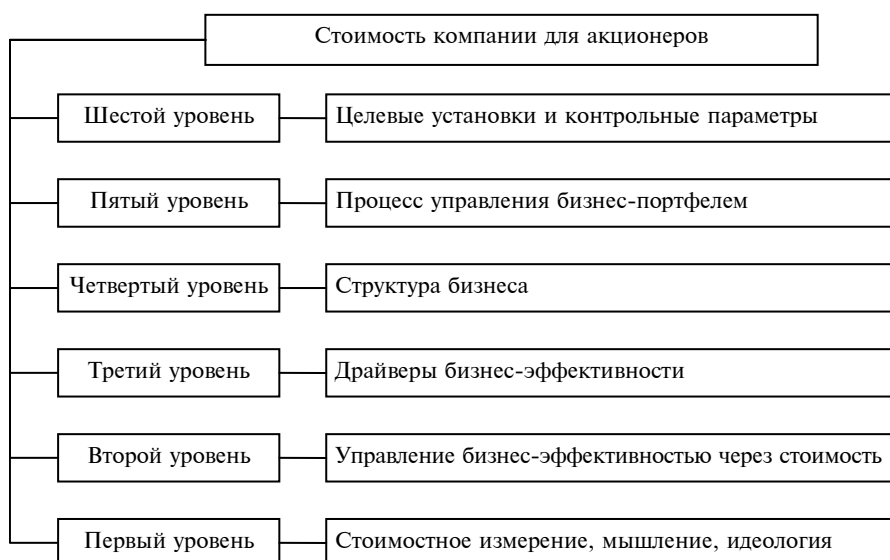 Стоимость компании для акционеров
Шестой уровень
Целевые установки и контрольные параметры
Пятый уровень
Процесс управления бизнес-портфелем
Четвертый уровень
Структура бизнеса
Третий уровень
Драйверы бизнес-эффективности
Второй уровень
Управление бизнес-эффективностью через стоимость
Первый уровень
Стоимостное измерение, мышление, идеология